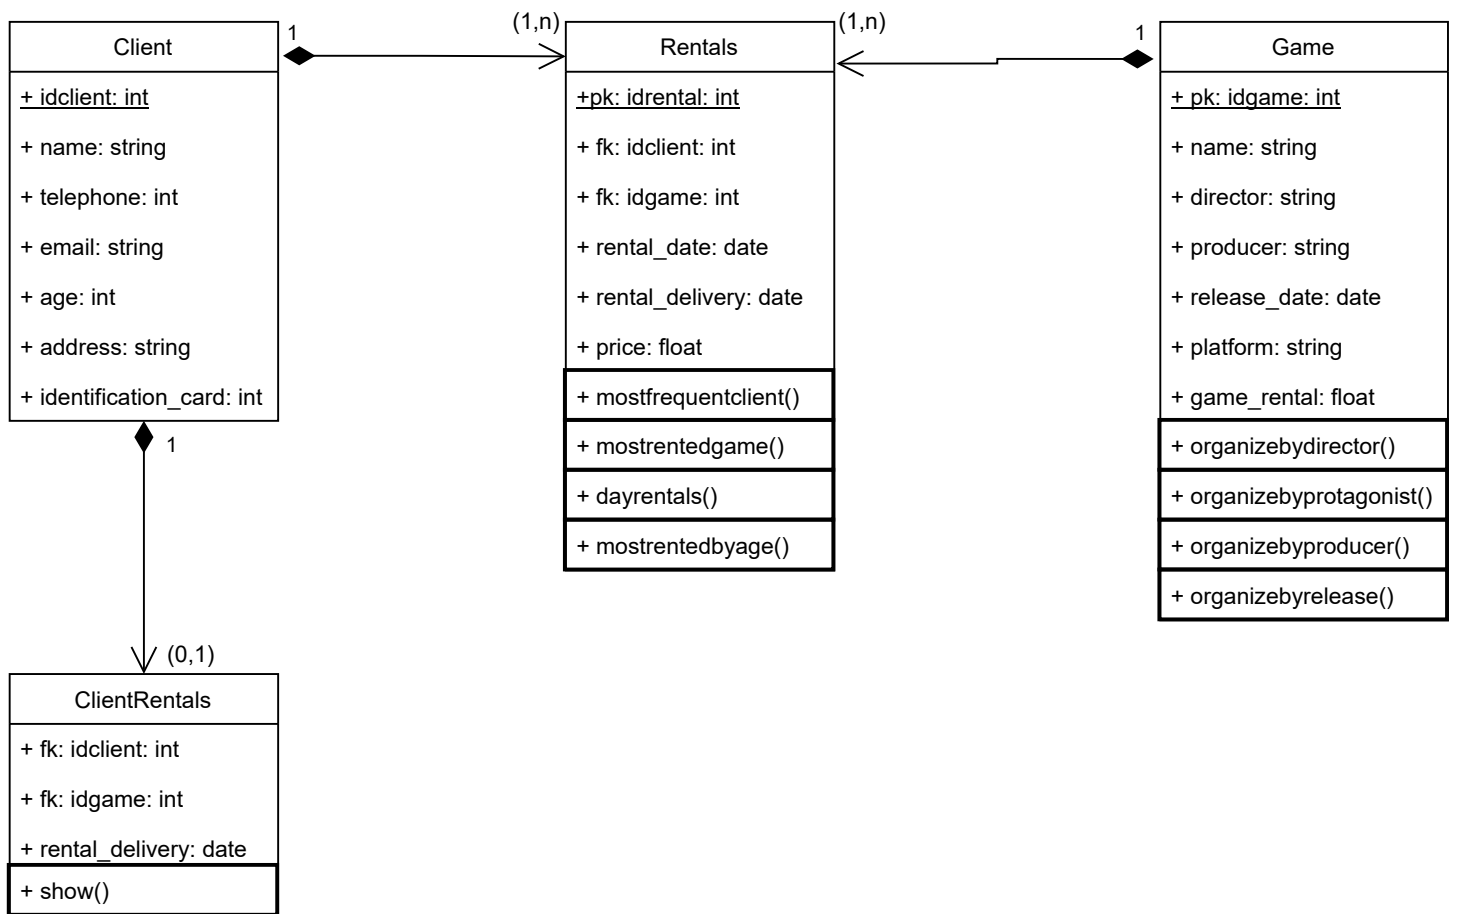 1
(1,n)
(1,n)
1
Client
+ idclient: int
+ name: string
+ telephone: int
+ email: string
+ age: int
+ address: string
+ identification_card: int
1
Rentals
+pk: idrental: int
+ fk: idclient: int
+ fk: idgame: int
+ rental_date: date
+ rental_delivery: date
+ price: float
+ mostfrequentclient()
+ mostrentedgame()
+ dayrentals()
+ mostrentedbyage()
Game
+ pk: idgame: int
+ name: string
+ director: string
+ producer: string
+ release_date: date
+ platform: string
+ game_rental: float
+ organizebydirector()
+ organizebyprotagonist()
+ organizebyproducer()
+ organizebyrelease()
(0,1)
ClientRentals
+ fk: idclient: int
+ fk: idgame: int
+ rental_delivery: date
+ show()